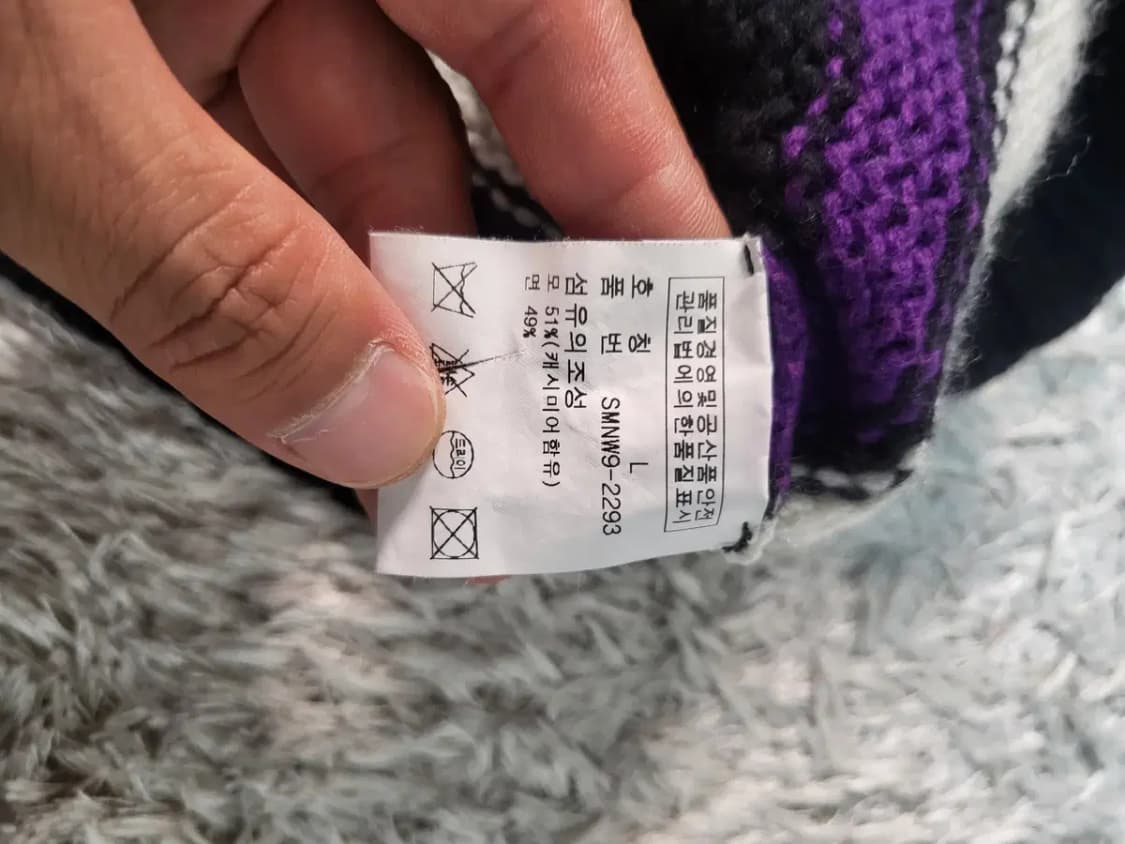 품질경영및공산품안전
관리법에의한품질표시
호 칭 L
품 번 SMNW9-2293
섬유의조성
모 51%(캐시미어함유)
면 49%
드라이